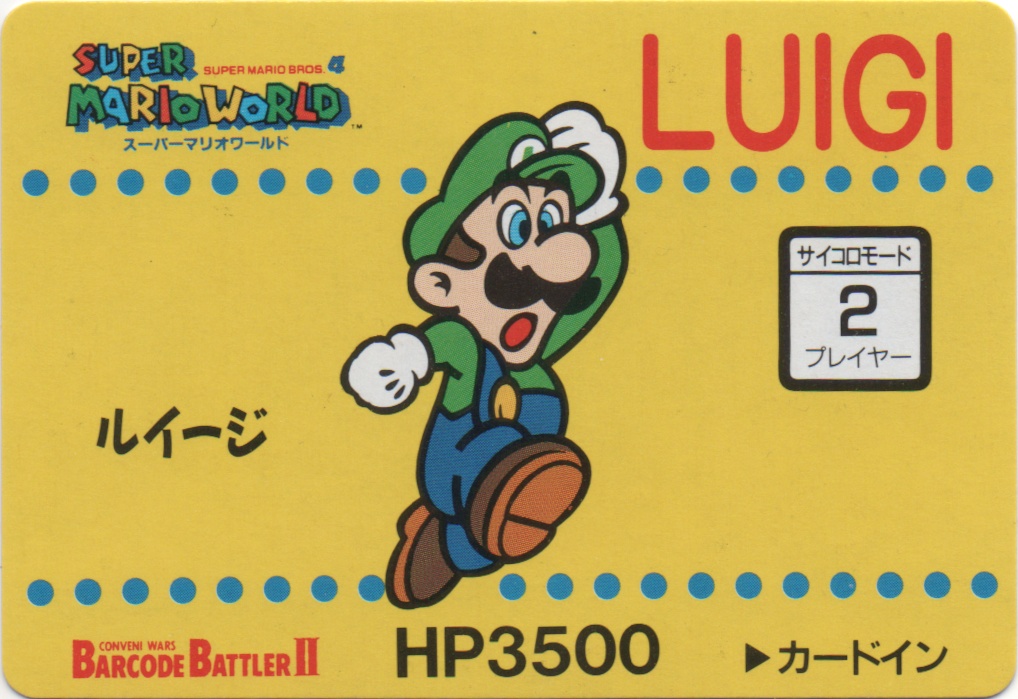 SUPER
SUPER MARIO BROS. 4
MARIO WORLD™
スーパーマリオワールド
LUIGI
L
サイコロモード
2
プレイヤー
ルイージ
CONVENI WARS
BARCODE BATTLER II
HP3500
▶カードイン